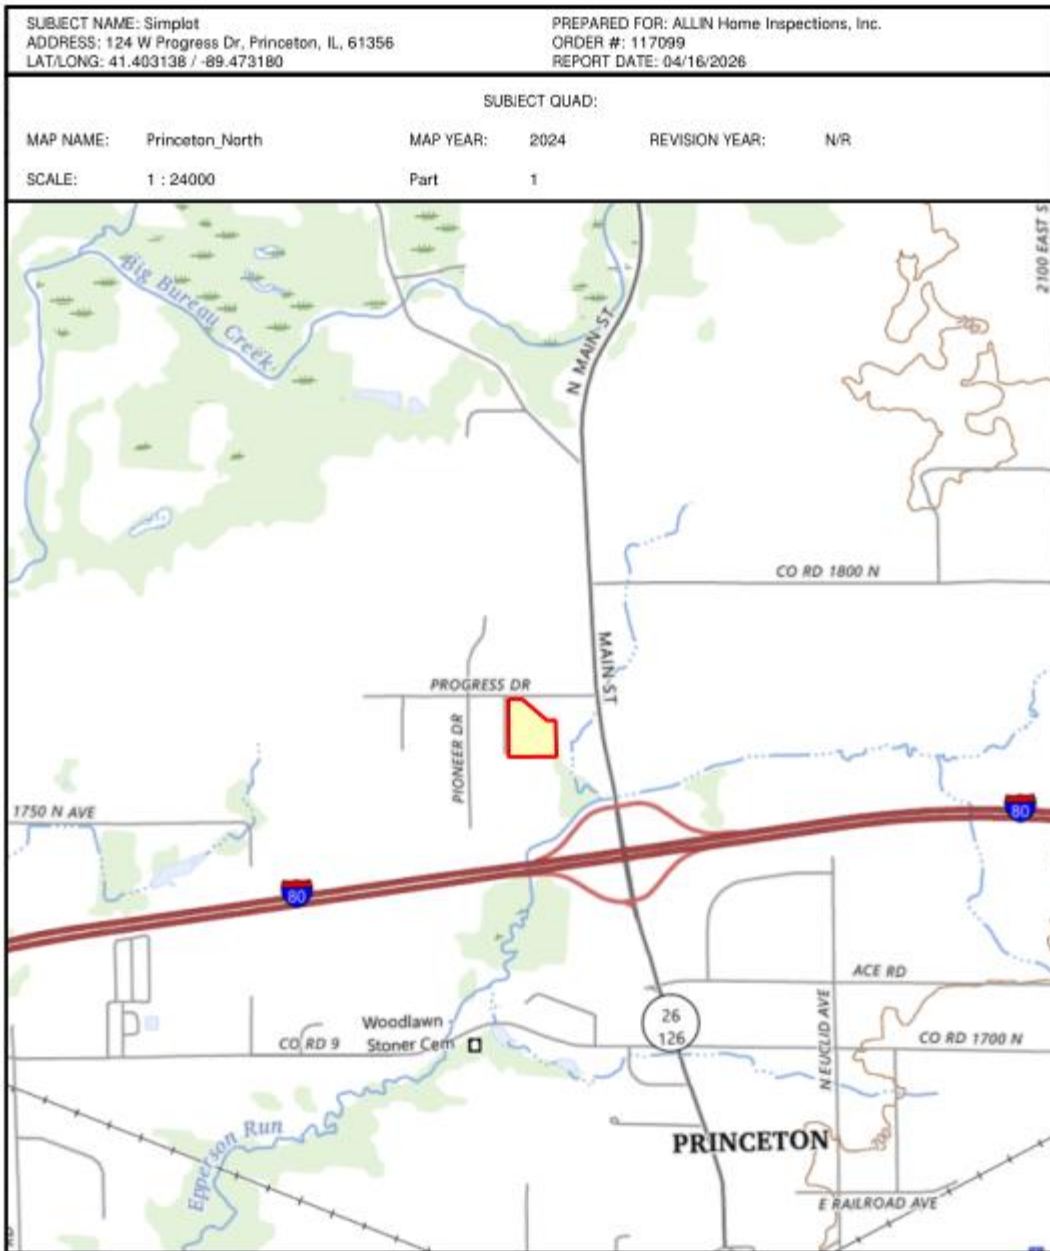 SUBJECT NAME: Simplot
ADDRESS: 124 W Progress Dr, Princeton, IL, 61356
LAT/LONG: 41.403138 / -89.473180
PREPARED FOR: ALLIN Home Inspections, Inc.
ORDER #: 117099
REPORT DATE: 04/16/2026
SUBJECT QUAD:
MAP NAME: Princeton_North MAP YEAR: 2024 REVISION YEAR: N/R
SCALE: 1 : 24000 Part 1
2100 EAST S
Big Bureau Creek
N MAIN ST
CO RD 1800 N
MAIN ST
PROGRESS DR
PIONEER DR
1750 N AVE
80
80
ACE RD
26
126
Woodlawn
Stoner Cem
CO RD 9
N EUCLID AVE
CO RD 1700 N
Epperson Run
PRINCETON
700
E RAILROAD AVE
RD